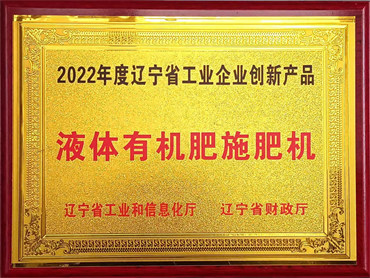 2022年度辽宁省工业企业创新产品
液体有机肥施肥机
辽宁省工业和信息化厅 辽宁省财政厅